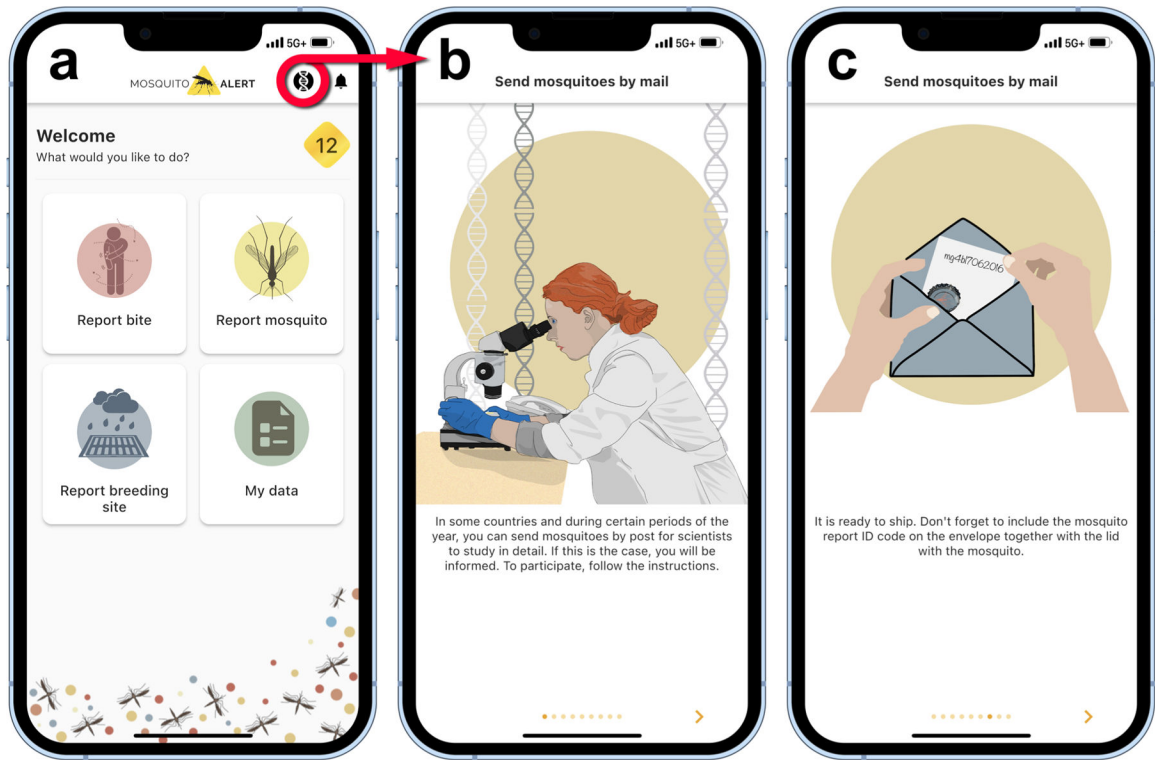 a
5G+
MOSQUITO ALERT
Welcome
12
What would you like to do?
Report bite
Report mosquito
Report breeding
site
My data
b
5G+
Send mosquitoes by mail
In some countries and during certain periods of the
year, you can send mosquitoes by post for scientists
to study in detail. If this is the case, you will be
informed. To participate, follow the instructions.
c
5G+
Send mosquitoes by mail
mg4bl7062016
It is ready to ship. Don't forget to include the mosquito
report ID code on the envelope together with the lid
with the mosquito.